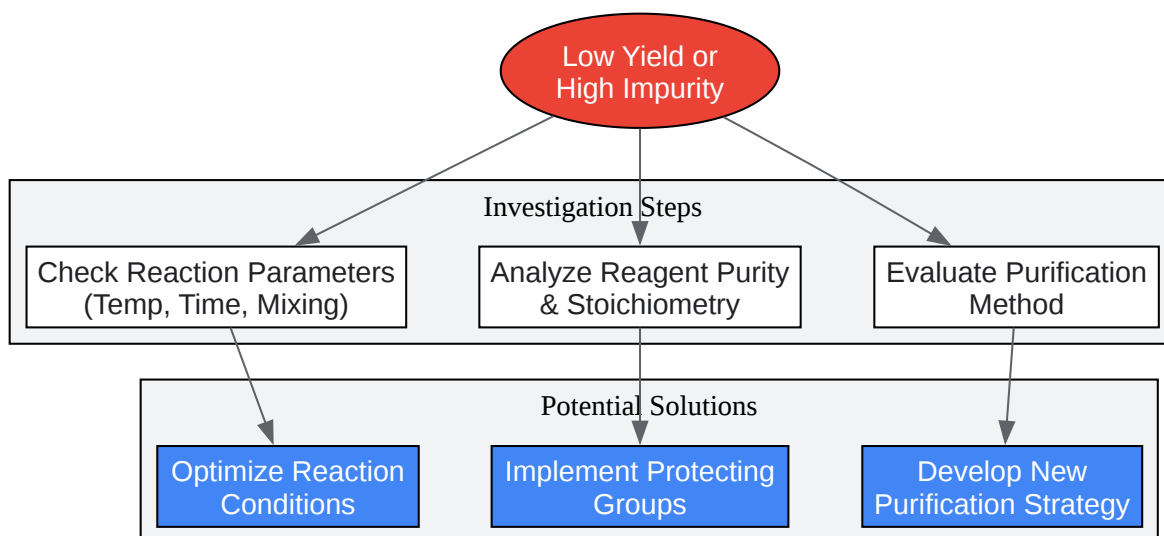 Low Yield or
High Impurity
Investigation Steps
Check Reaction Parameters
(Temp, Time, Mixing)
Analyze Reagent Purity
& Stoichiometry
Evaluate Purification
Method
Potential Solutions
Optimize Reaction
Conditions
Implement Protecting
Groups
Develop New
Purification Strategy